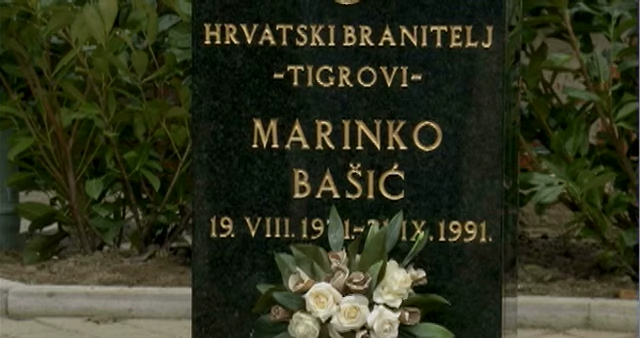 HRVATSKI BRANITELJ
-TIGROVI-
MARINKO
BAŠIĆ
19. VIII. IX. 1991.